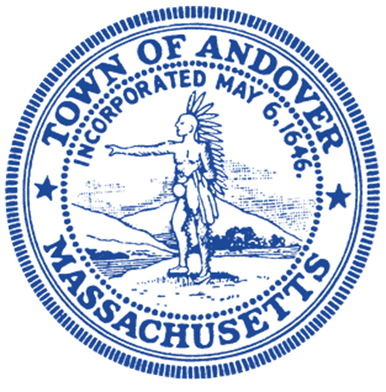 TOWN OF ANDOVER
INCORPORATED MAY 6, 1646.
MASSACHUSETTS